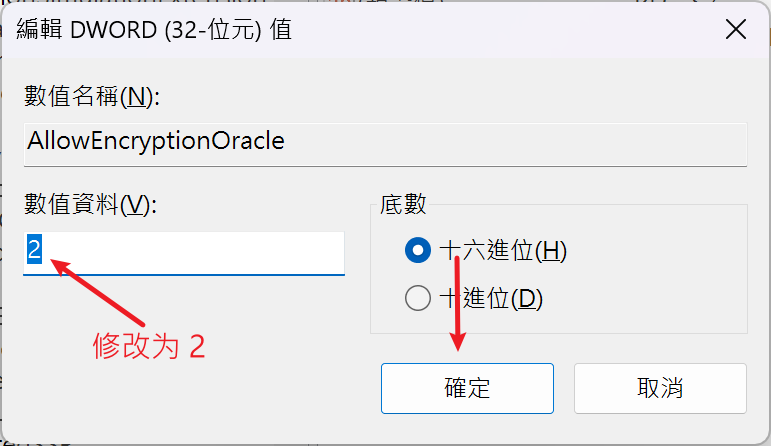 編輯 DWORD (32-位元) 值
數值名稱(N):
AllowEncryptionOracle
數值資料(V):
底數
2
十六進位(H)
十進位(D)
修改为 2
確定
取消